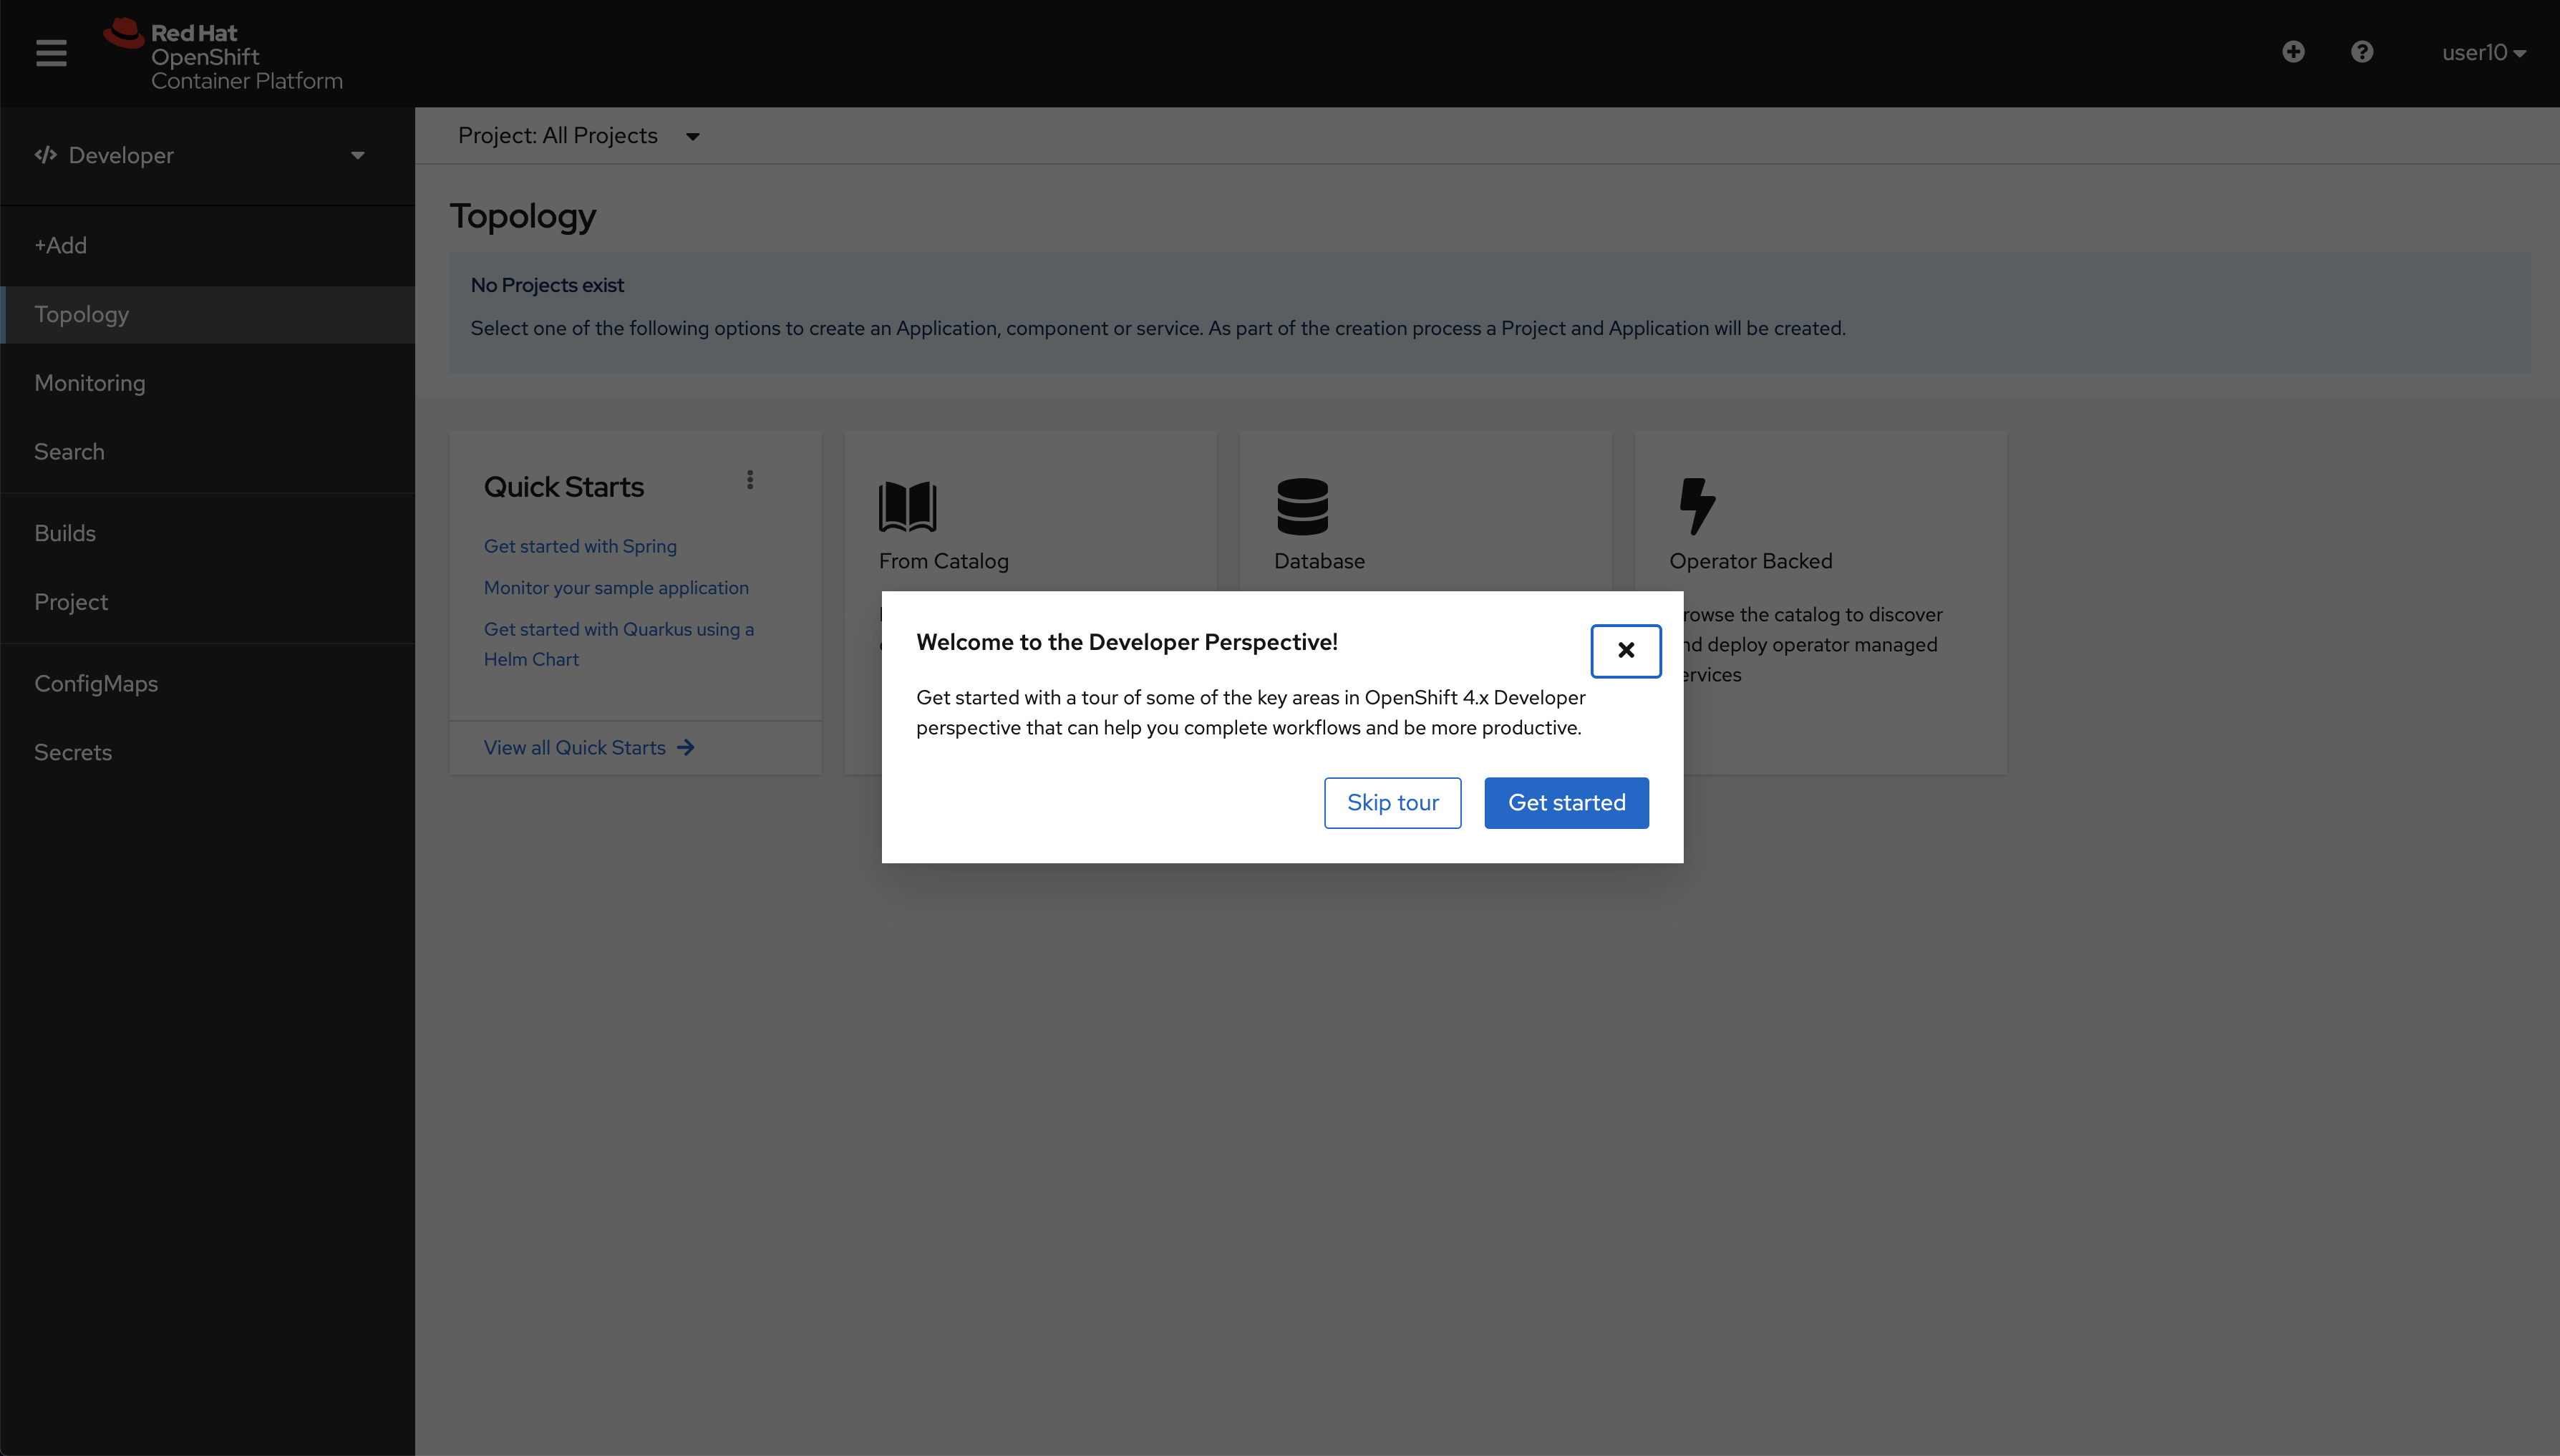 Red Hat
OpenShift
Container Platform
user10
Developer
+Add
Topology
Monitoring
Search
Builds
Project
ConfigMaps
Secrets
Project: All Projects
Topology
No Projects exist
Select one of the following options to create an Application, component or service. As part of the creation process a Project and Application will be created.
Quick Starts
Get started with Spring
Monitor your sample application
Get started with Quarkus using a
Helm Chart
View all Quick Starts
From Catalog
Database
Operator Backed
rowse the catalog to discover
nd deploy operator managed
ervices
Welcome to the Developer Perspective!
Get started with a tour of some of the key areas in OpenShift 4.x Developer
perspective that can help you complete workflows and be more productive.
Skip tour
Get started